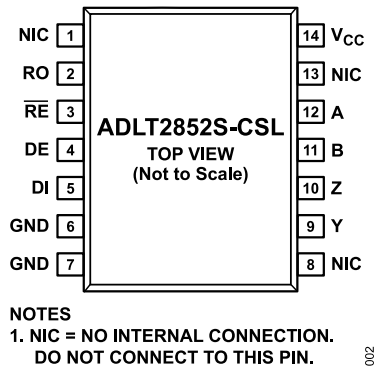 NIC 1
RO 2
RE 3
DE 4
DI 5
GND 6
GND 7
ADLT2852S-CSL
TOP VIEW
(Not to Scale)
14 VCC
13 NIC
12 A
11 B
10 Z
9 Y
8 NIC
NOTES
1. NIC = NO INTERNAL CONNECTION.
DO NOT CONNECT TO THIS PIN.
002